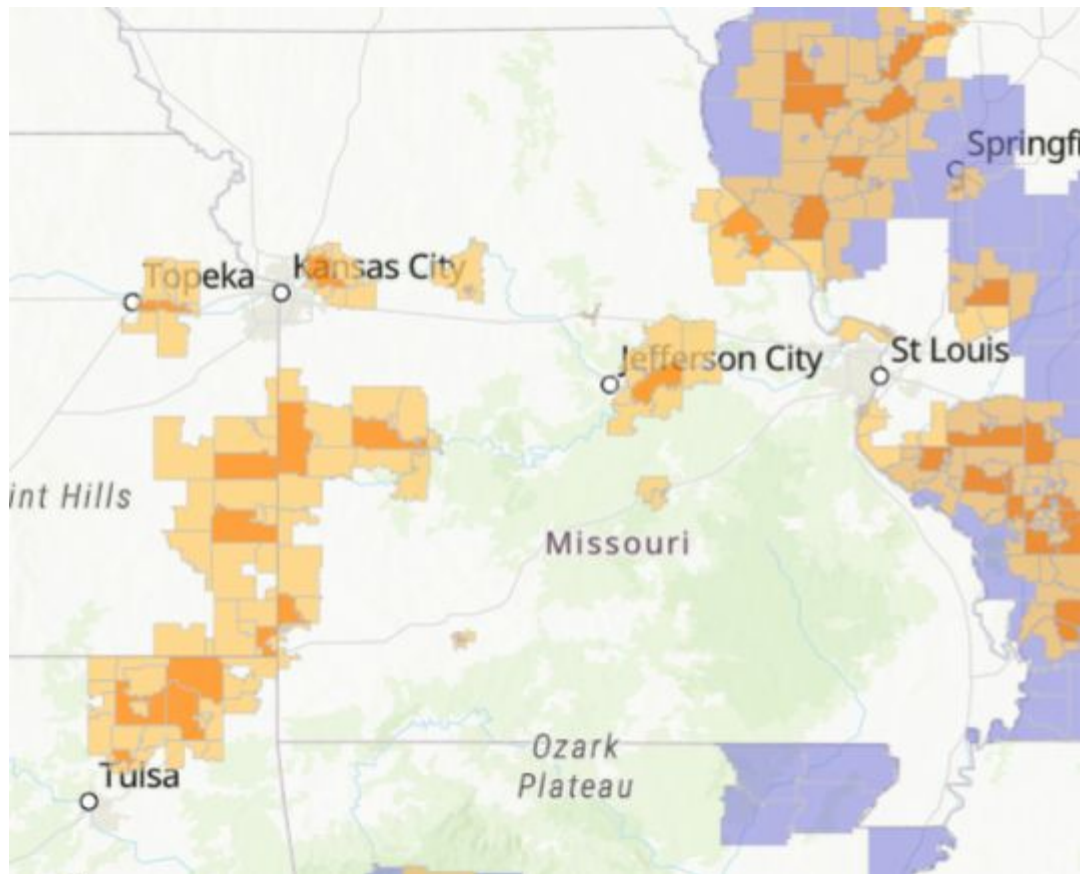 Springfi
Topeka
Kansas City
Jefferson City
St Louis
int Hills
Missouri
Ozark
Plateau
Tulsa